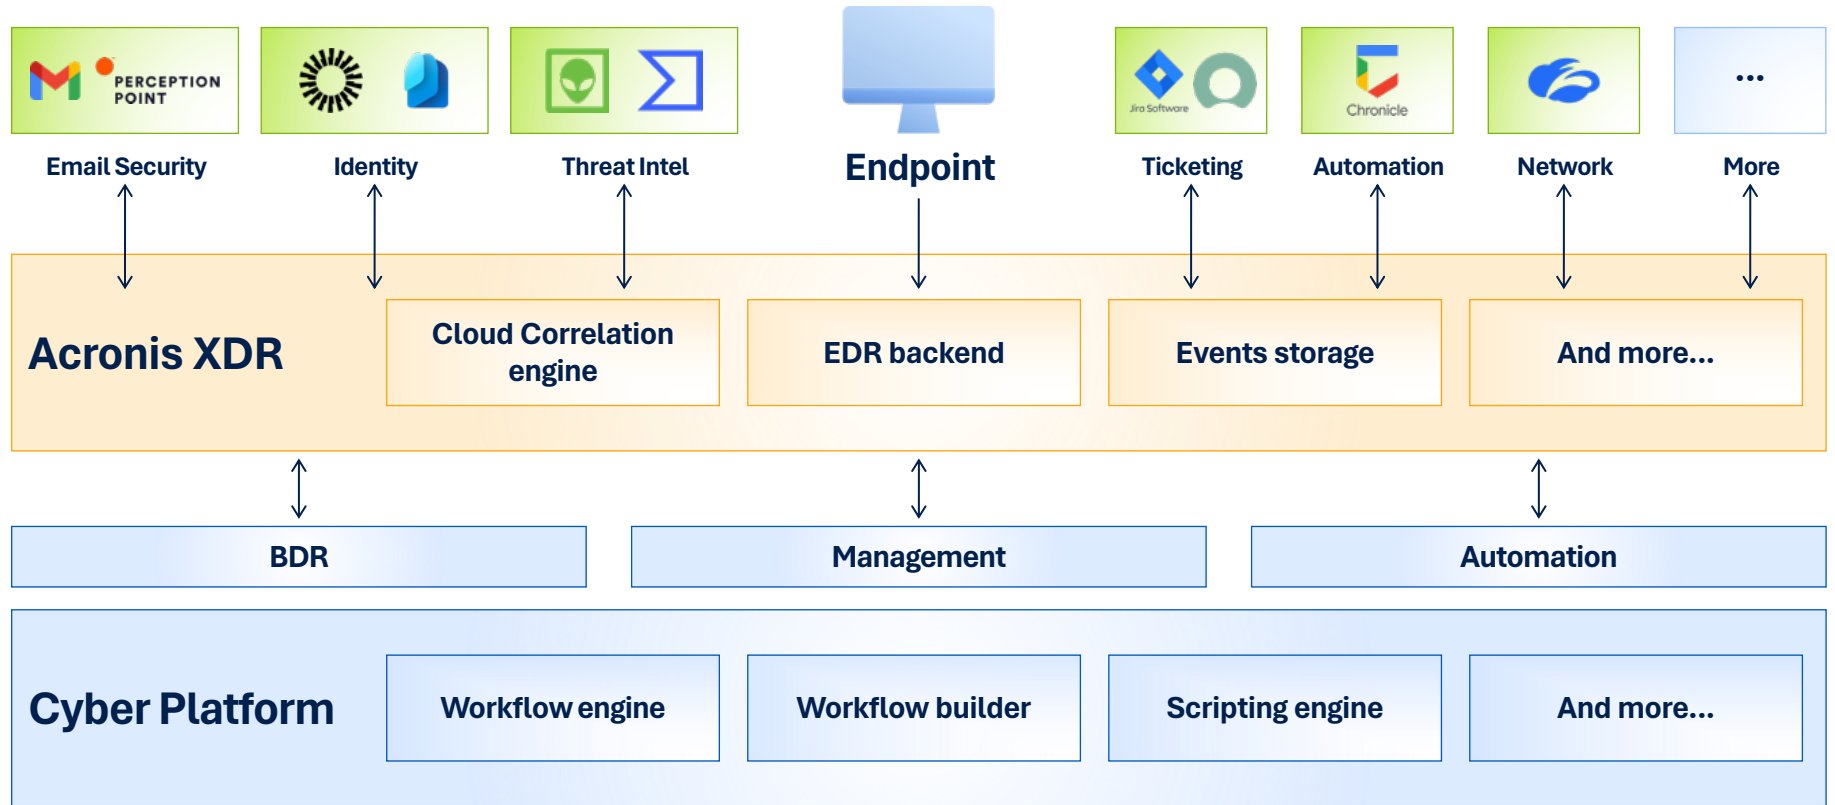 PERCEPTION
POINT
Jira Software
Chronicle
...
Email Security
Identity
Threat Intel
Endpoint
Ticketing
Automation
Network
More
Acronis XDR
Cloud Correlation
engine
EDR backend
Events storage
And more...
BDR
Management
Automation
Cyber Platform
Workflow engine
Workflow builder
Scripting engine
And more...